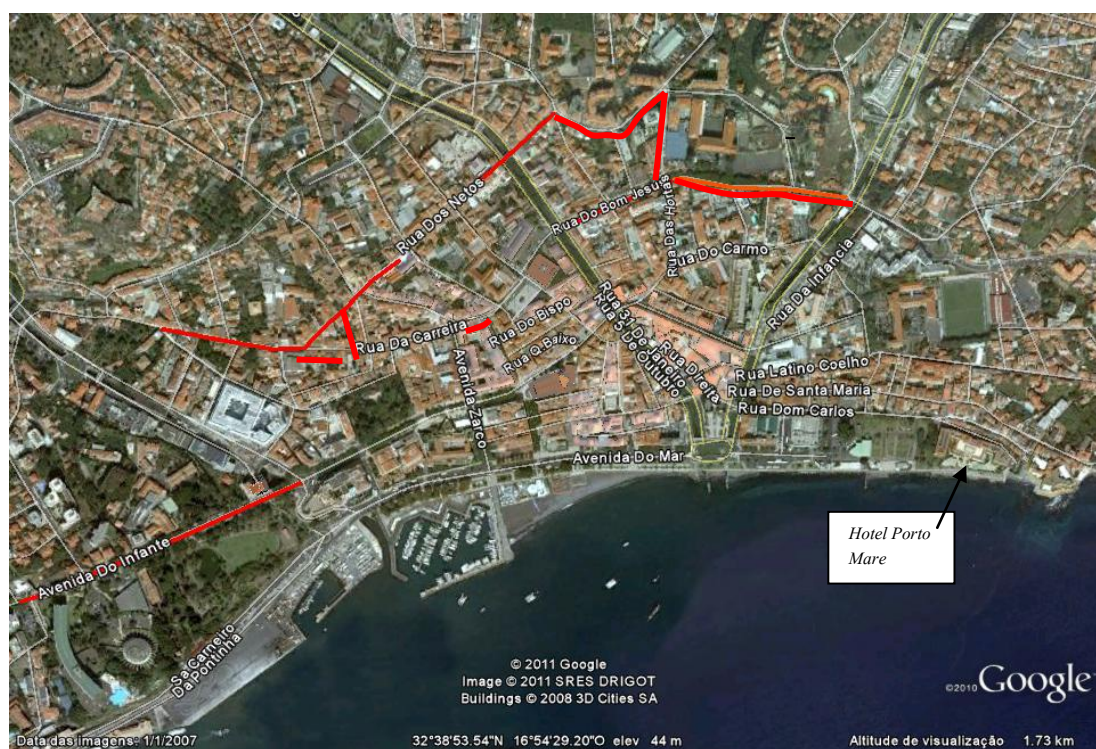 Rua Dos Netos
Rua Do Bom Jesus
Rua Das Hortas
Rua Do Carmo
Rua Da Infancia
Rua Da Carreira
Rua Do Bispo
Rua Q Baixo
Avenida Zarco
Rua 31 De Janeiro
Rua 5 De Outubro
Rua Direita
Rua Latino Coelho
Rua De Santa Maria
Rua Dom Carlos
Avenida Do Mar
Avenida Do Infante
Sa Carneiro
Da Pontinha
Hotel Porto
Mare
© 2011 Google
Image © 2011 SRES DRIGOT
Buildings © 2008 3D Cities SA
©2010 Google
Data das imagens: 1/1/2007
32°38'53.54"N 16°54'29.20"O elev 44 m
Altitude de visualização 1.73 km